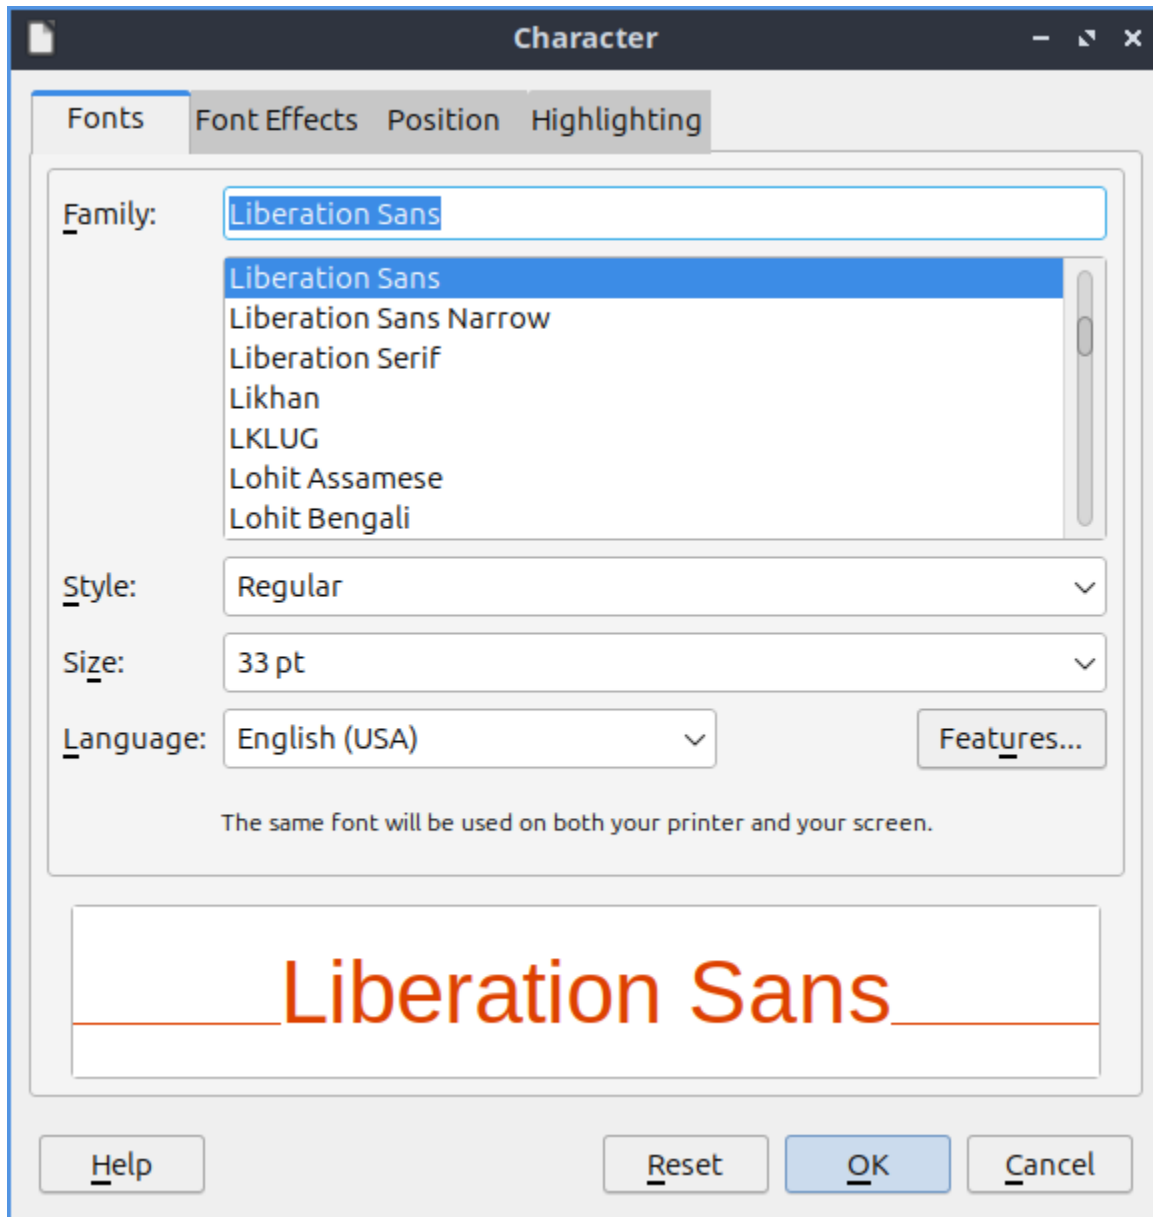 Character
Fonts Font Effects Position Highlighting
Family: Liberation Sans
Liberation Sans
Liberation Sans Narrow
Liberation Serif
Likhan
LKLUG
Lohit Assamese
Lohit Bengali
Style: Regular
Size: 33 pt
Language: English (USA) Features...
The same font will be used on both your printer and your screen.
Liberation Sans
Help Reset OK Cancel